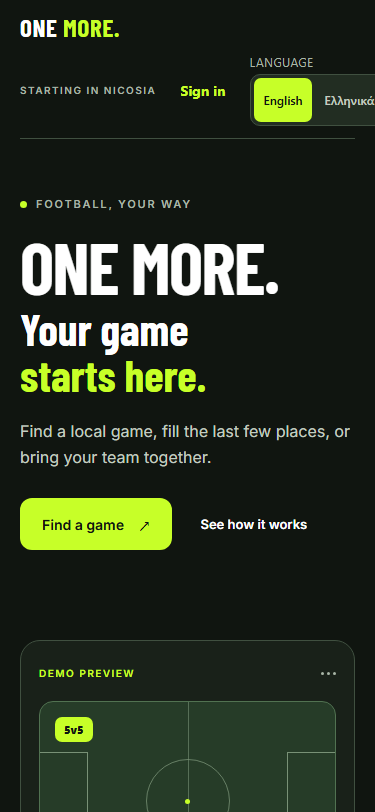 ONE MORE.
LANGUAGE
STARTING IN NICOSIA
Sign in
English
Ελληνικά
FOOTBALL, YOUR WAY
ONE MORE.
Your game
starts here.
Find a local game, fill the last few places, or
bring your team together.
Find a game ↗
See how it works
DEMO PREVIEW
5v5